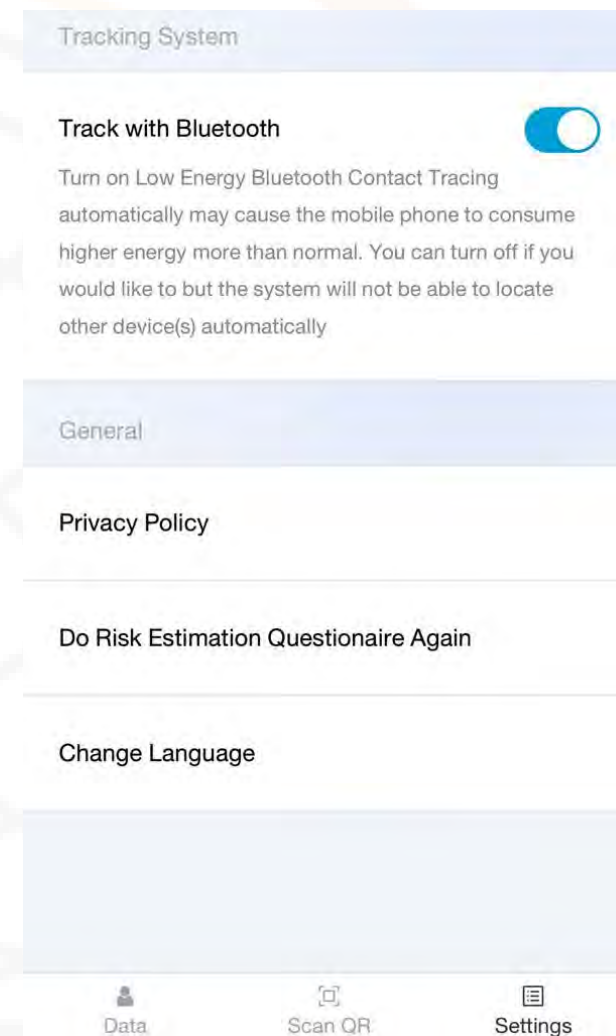 Tracking System
Track with Bluetooth
Turn on Low Energy Bluetooth Contact Tracing
automatically may cause the mobile phone to consume
higher energy more than normal. You can turn off if you
would like to but the system will not be able to locate
other device(s) automatically
General
Privacy Policy
Do Risk Estimation Questionaire Again
Change Language
Data
Scan QR
Settings